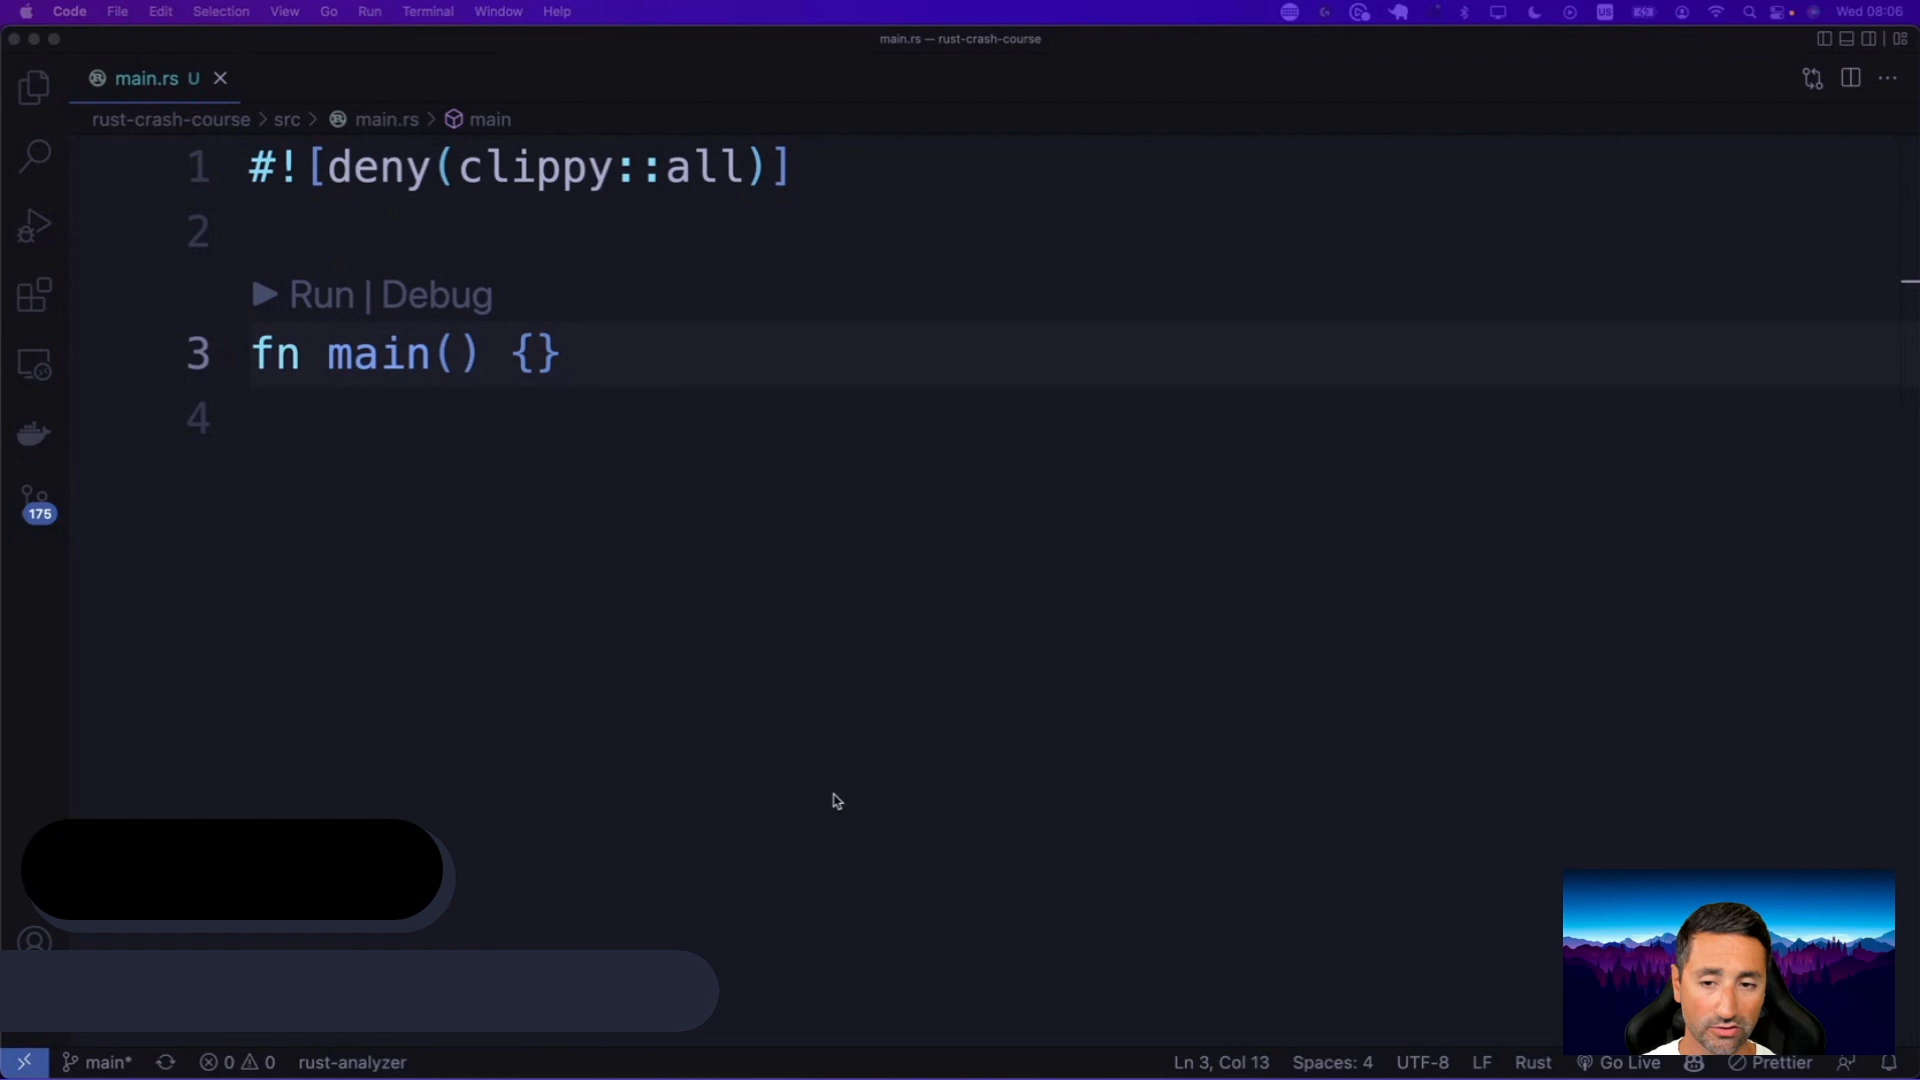 Code File Edit Selection View Go Run Terminal Window Help US Wed 08:06
main.rs — rust-crash-course
main.rs U
rust-crash-course > src > main.rs > main
1 #![deny(clippy::all)]
2
Run | Debug
3 fn main() {}
4
175
main* 0 0 rust-analyzer Ln 3, Col 13 Spaces: 4 UTF-8 LF Rust Go Live Prettier